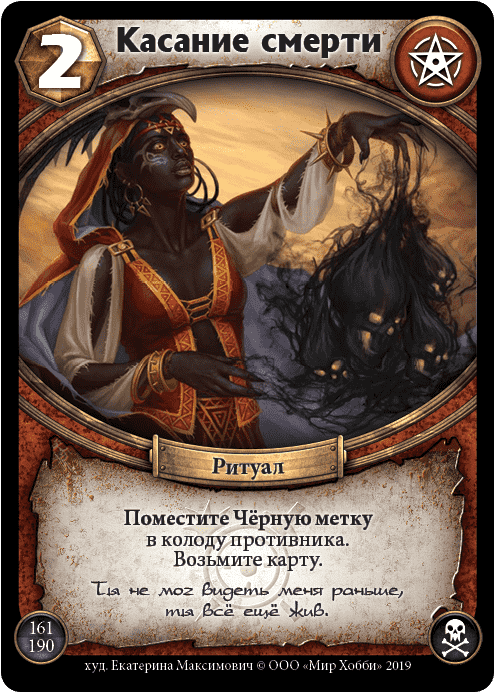 2
Касание смерти
Ритуал
Поместите Чёрную метку
в колоду противника.
Возьмите карту.
Ты не мог видеть меня раньше,
ты всё ещё жив.
161
190
худ. Екатерина Максимович © ООО «Мир Хобби» 2019